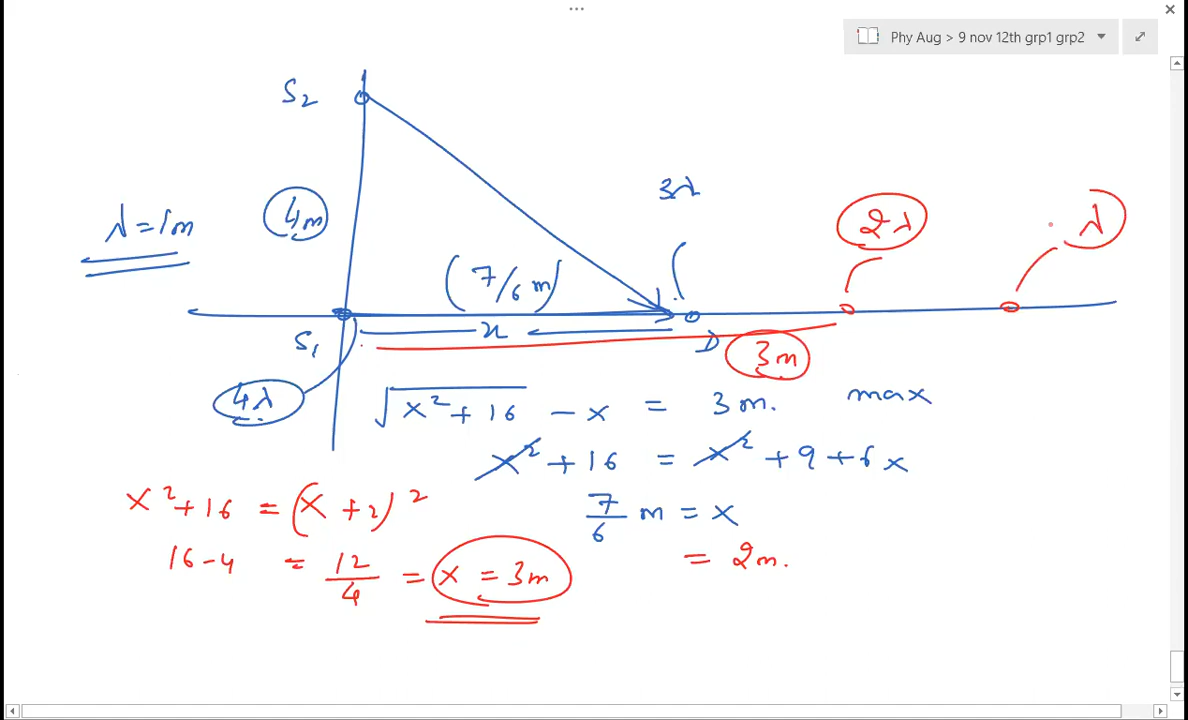 Phy Aug > 9 nov 12th grp1 grp2
S2
3λ
4m
2λ
λ
λ = 1m
(7/6 m)
S1
x
D
3m
4λ
√x²+16 - x = 3m. max
x²+16 = x²+9+6x
x²+16 = (x+2)²
7/6 m = x
16-4 = 12/4 = x = 3m
= 2m.